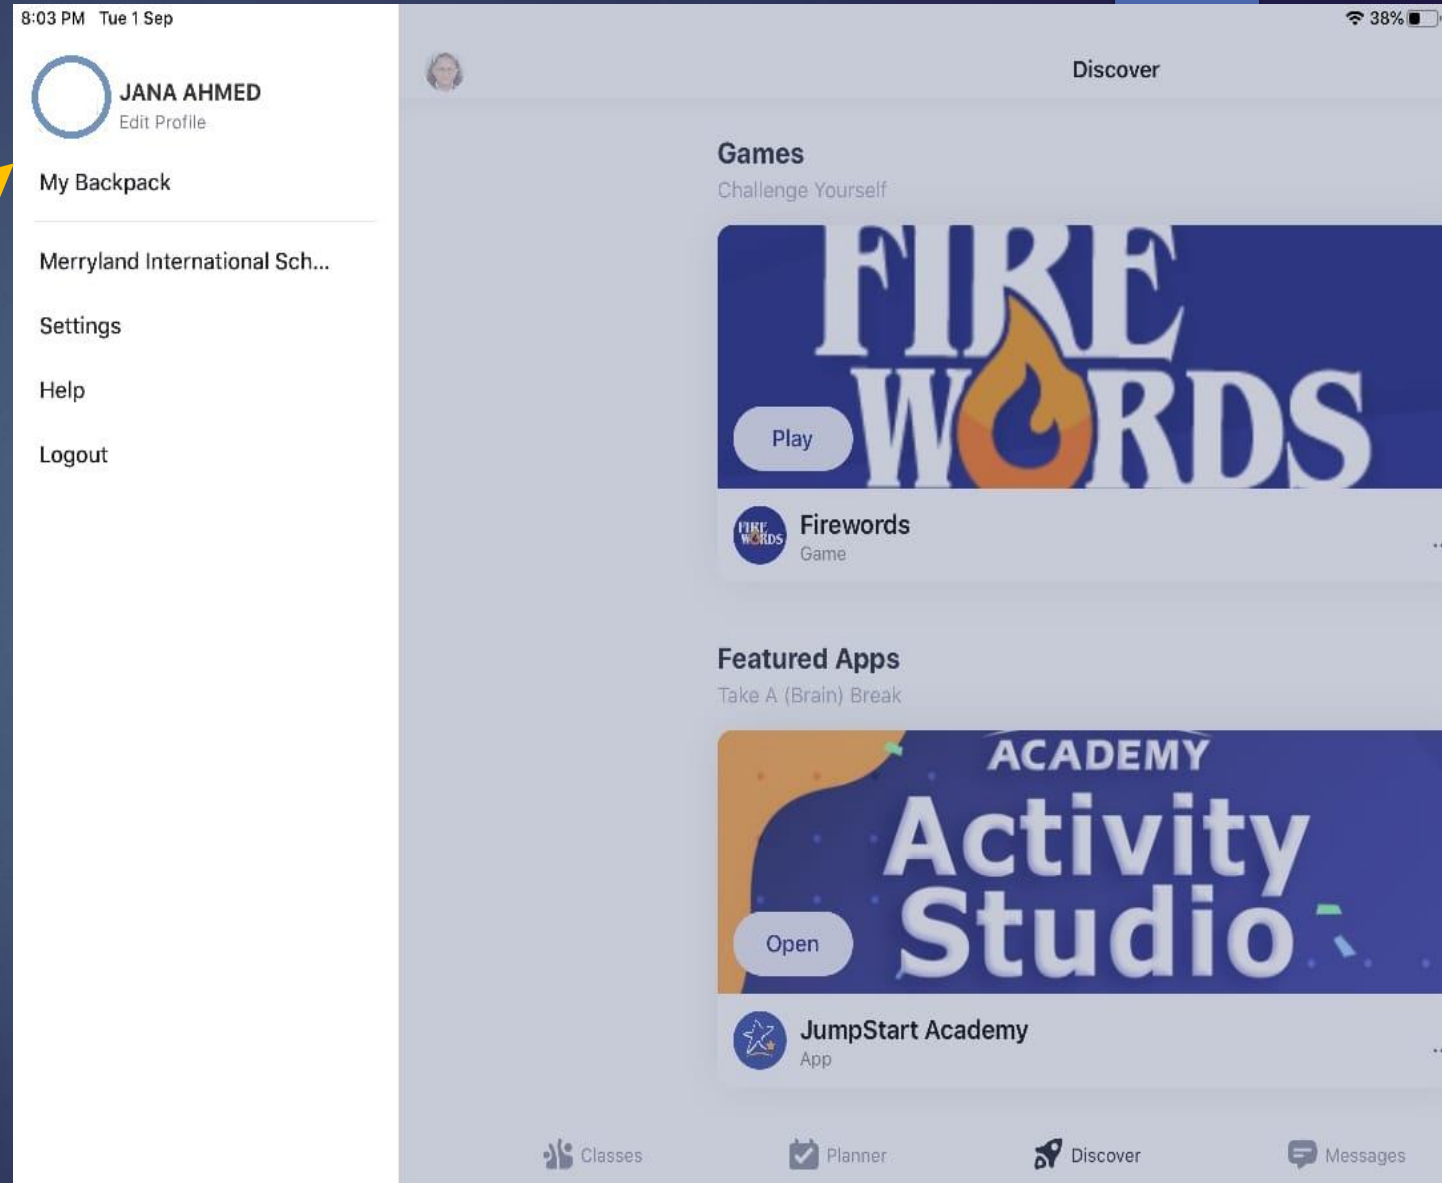 8:03 PM Tue 1 Sep
38%
JANA AHMED
Edit Profile
My Backpack
Merryland International Sch...
Settings
Help
Logout
Discover
Games
Challenge Yourself
FIRE
WORDS
Play
FIRE
WORDS
Firewords
Game
Featured Apps
Take A (Brain) Break
ACADEMY
Activity
Studio
Open
JumpStart Academy
App
Classes
Planner
Discover
Messages